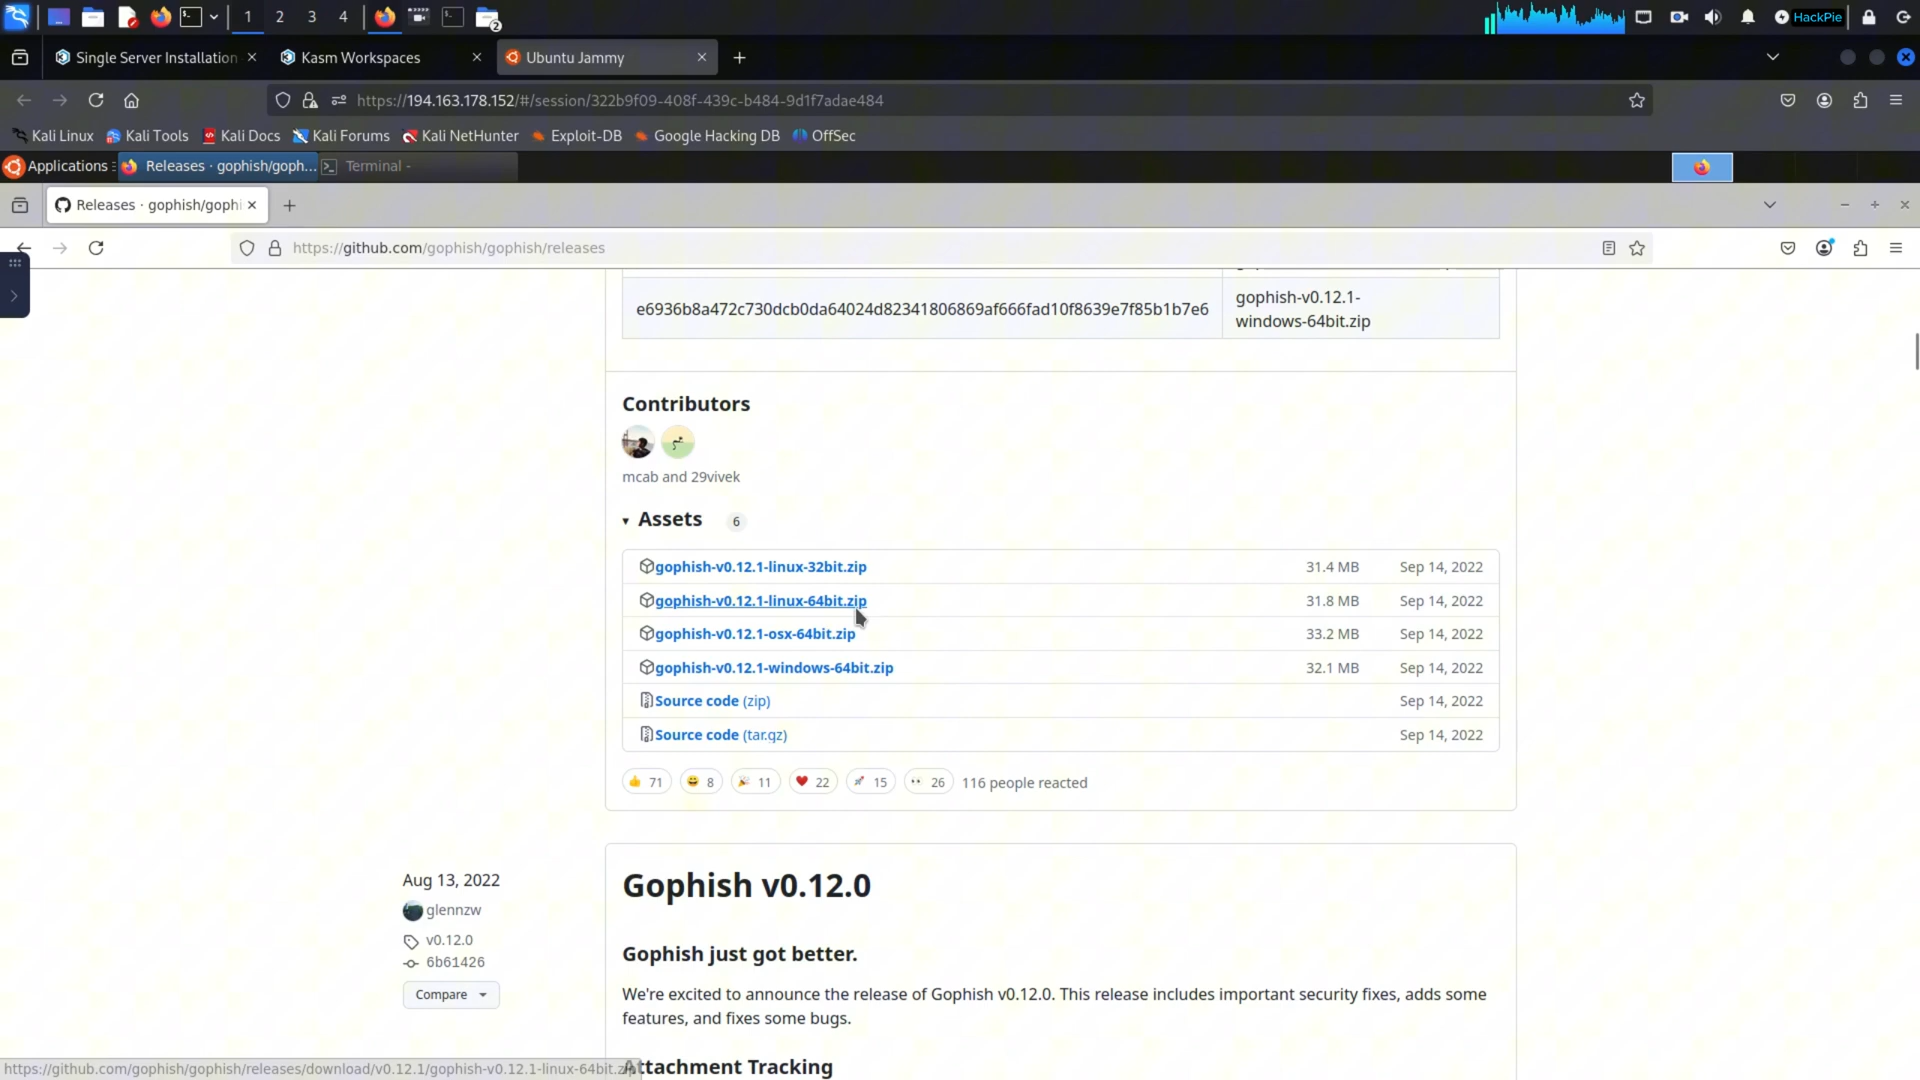 1 2 3 4 2 HackPie
Single Server Installation Kasm Workspaces Ubuntu Jammy
https://194.163.178.152/#/session/322b9f09-408f-439c-b484-9d1f7adae484
Kali Linux Kali Tools Kali Docs Kali Forums Kali NetHunter Exploit-DB Google Hacking DB OffSec
Applications Releases · gophish/goph... Terminal -
Releases · gophish/gophi
https://github.com/gophish/gophish/releases
e6936b8a472c730dcb0da64024d82341806869af666fad10f8639e7f85b1b7e6
gophish-v0.12.1-
windows-64bit.zip
Contributors
mcab and 29vivek
Assets 6
gophish-v0.12.1-linux-32bit.zip 31.4 MB Sep 14, 2022
gophish-v0.12.1-linux-64bit.zip 31.8 MB Sep 14, 2022
gophish-v0.12.1-osx-64bit.zip 33.2 MB Sep 14, 2022
gophish-v0.12.1-windows-64bit.zip 32.1 MB Sep 14, 2022
Source code (zip) Sep 14, 2022
Source code (tar.gz) Sep 14, 2022
71 8 11 22 15 26 116 people reacted
Aug 13, 2022
glennzw
v0.12.0
6b61426
Compare
Gophish v0.12.0
Gophish just got better.
We're excited to announce the release of Gophish v0.12.0. This release includes important security fixes, adds some
features, and fixes some bugs.
Attachment Tracking
https://github.com/gophish/gophish/releases/download/v0.12.1/gophish-v0.12.1-linux-64bit.zip